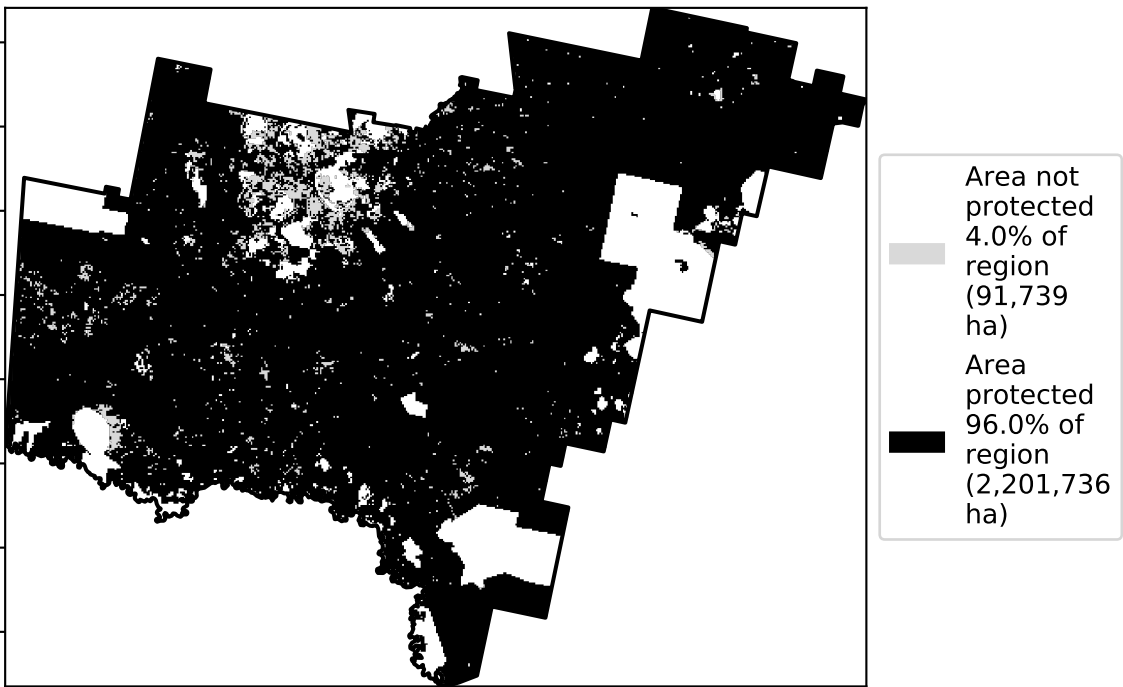 Area not
protected
4.0% of
region
(91,739
ha)
Area
protected
96.0% of
region
(2,201,736
ha)